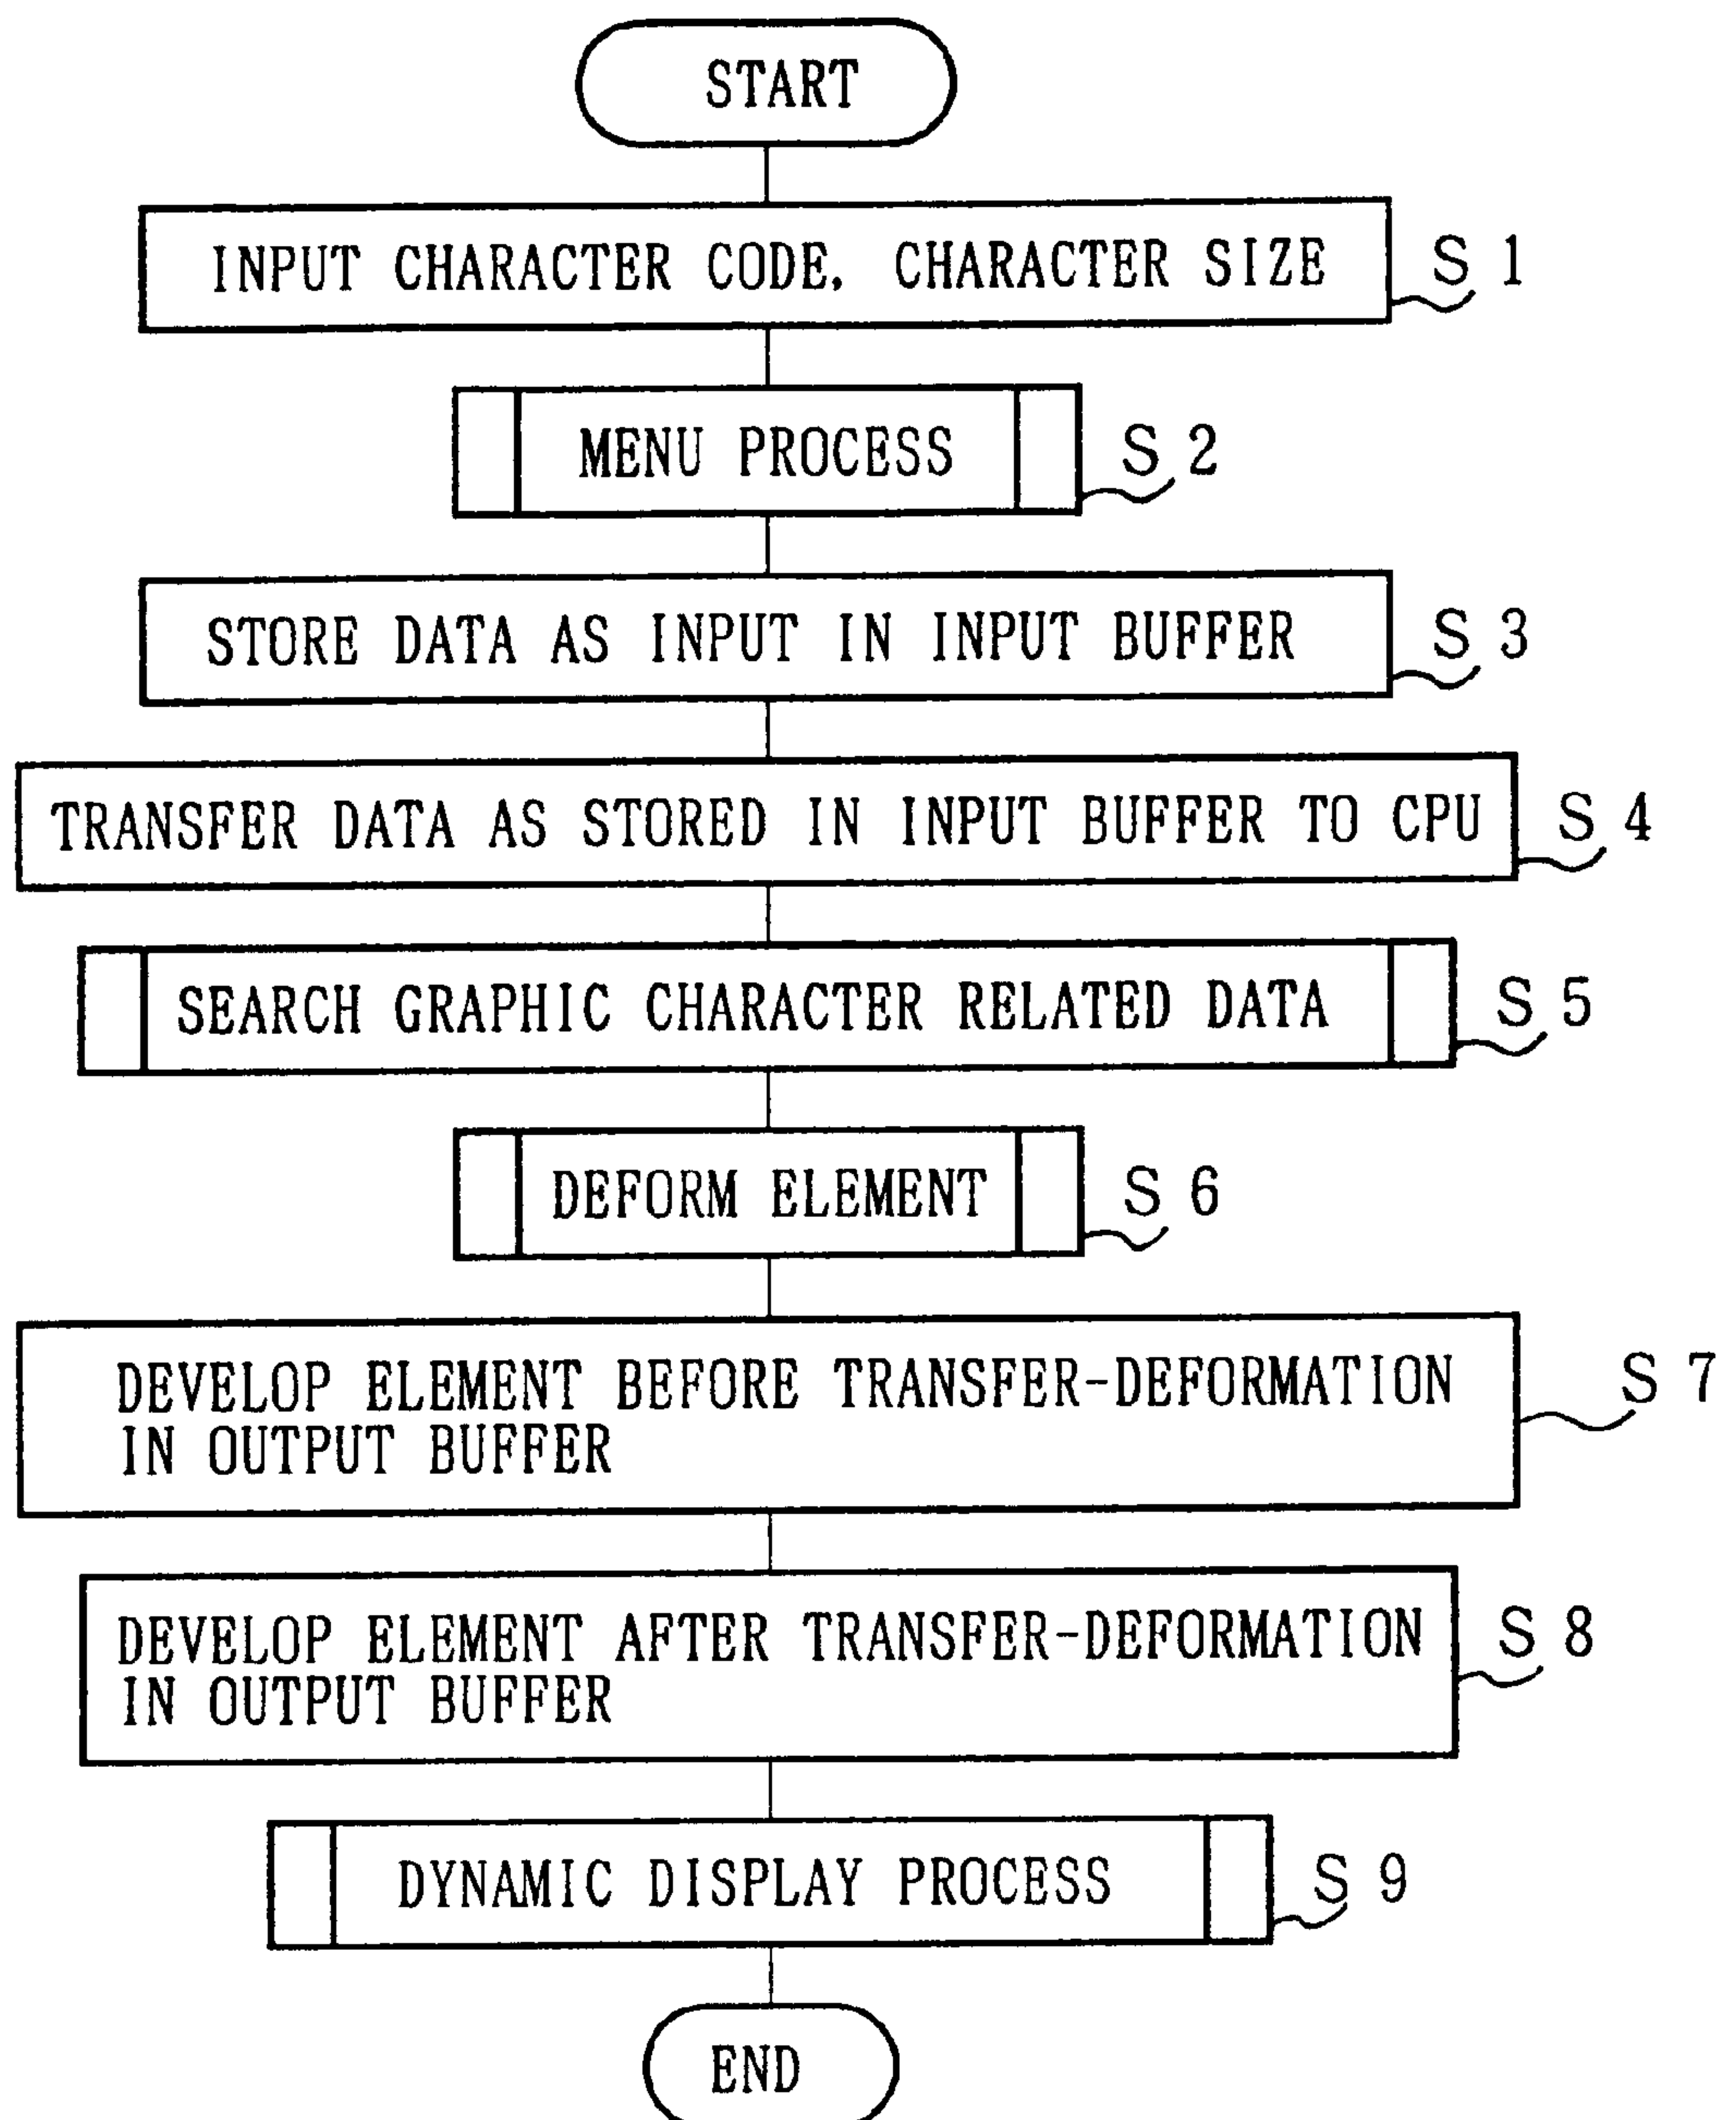 START
INPUT CHARACTER CODE, CHARACTER SIZE
S 1
MENU PROCESS
S 2
STORE DATA AS INPUT IN INPUT BUFFER
S 3
TRANSFER DATA AS STORED IN INPUT BUFFER TO CPU
S 4
SEARCH GRAPHIC CHARACTER RELATED DATA
S 5
DEFORM ELEMENT
S 6
DEVELOP ELEMENT BEFORE TRANSFER-DEFORMATION
IN OUTPUT BUFFER
S 7
DEVELOP ELEMENT AFTER TRANSFER-DEFORMATION
IN OUTPUT BUFFER
S 8
DYNAMIC DISPLAY PROCESS
S 9
END